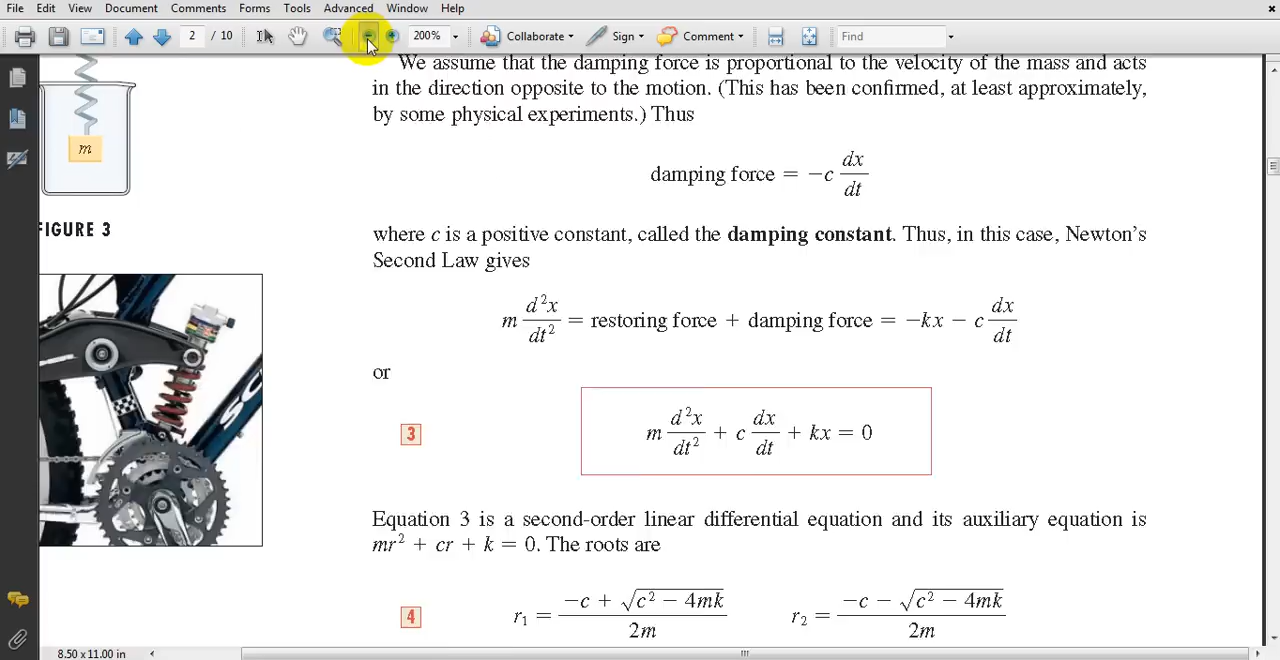 File Edit View Document Comments Forms Tools Advanced Window Help
2 / 10 200% Collaborate Sign Comment Find
We assume that the damping force is proportional to the velocity of the mass and acts
in the direction opposite to the motion. (This has been confirmed, at least approximately,
by some physical experiments.) Thus
m
damping force = −c dx/dt
FIGURE 3
where c is a positive constant, called the damping constant. Thus, in this case, Newton's
Second Law gives
m d²x/dt² = restoring force + damping force = −kx − c dx/dt
or
3 m d²x/dt² + c dx/dt + kx = 0
SC
Equation 3 is a second-order linear differential equation and its auxiliary equation is
mr² + cr + k = 0. The roots are
4 r₁ = (−c + √(c² − 4mk))/2m r₂ = (−c − √(c² − 4mk))/2m
8.50 x 11.00 in